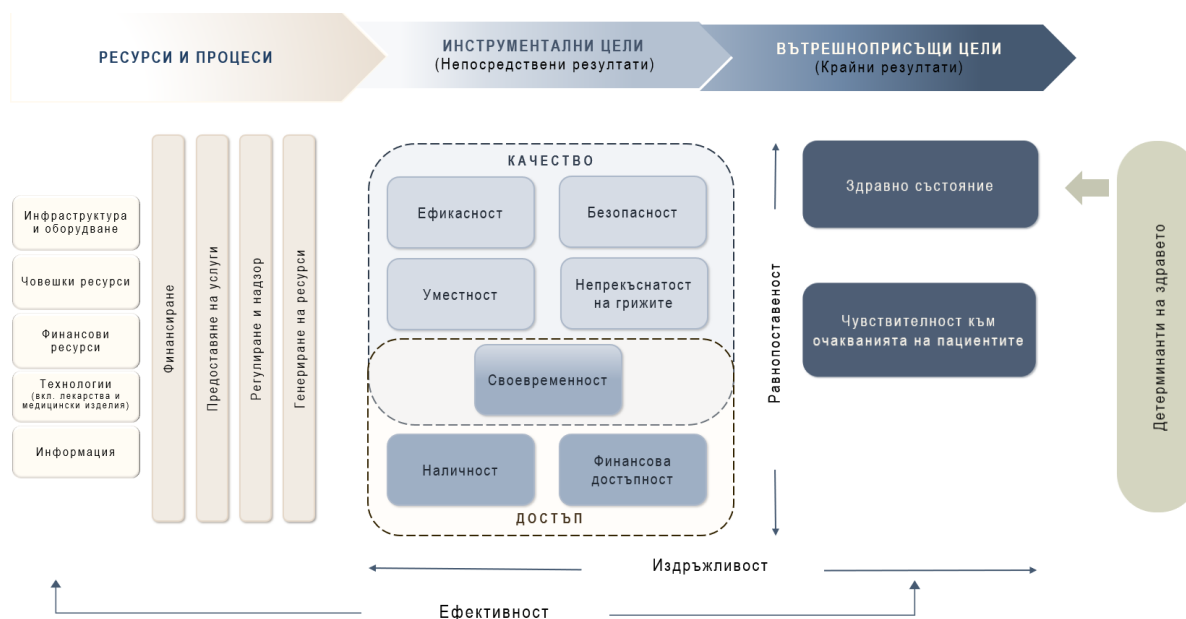 РЕСУРСИ И ПРОЦЕСИ
ИНСТРУМЕНТАЛНИ ЦЕЛИ
(Непосредствени резултати)
ВЪТРЕШНОПРИСЪЩИ ЦЕЛИ
(Крайни резултати)
Инфраструктура
и оборудване
Човешки ресурси
Финансови
ресурси
Технологии
(вкл. лекарства и
медицински изделия)
Информация
Финансиране
Предоставяне на услуги
Регулиране и надзор
Генериране на ресурси
КАЧЕСТВО
Ефикасност
Безопасност
Уместност
Непрекъснатост
на грижите
Своевременност
Наличност
Финансова
достъпност
ДОСТЪП
Равнопоставеност
Здравно състояние
Чувствителност към
очакванията на пациентите
Детерминанти на здравето
Издръжливост
Ефективност